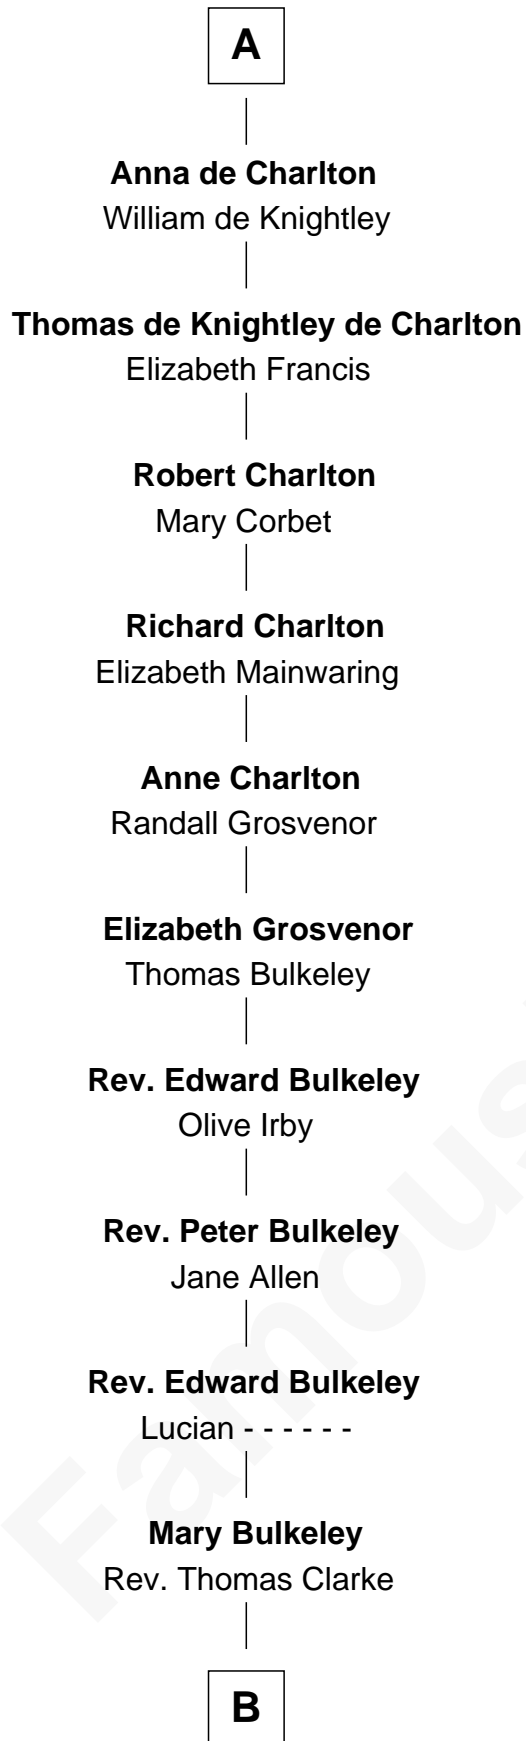 A
Anna de Charlton
William de Knightley
Thomas de Knightley de Charlton
Elizabeth Francis
Robert Charlton
Mary Corbet
Richard Charlton
Elizabeth Mainwaring
Anne Charlton
Randall Grosvenor
Elizabeth Grosvenor
Thomas Bulkeley
Rev. Edward Bulkeley
Olive Irby
Rev. Peter Bulkeley
Jane Allen
Rev. Edward Bulkeley
Lucian - - - - - -
Mary Bulkeley
Rev. Thomas Clarke
B
Famous